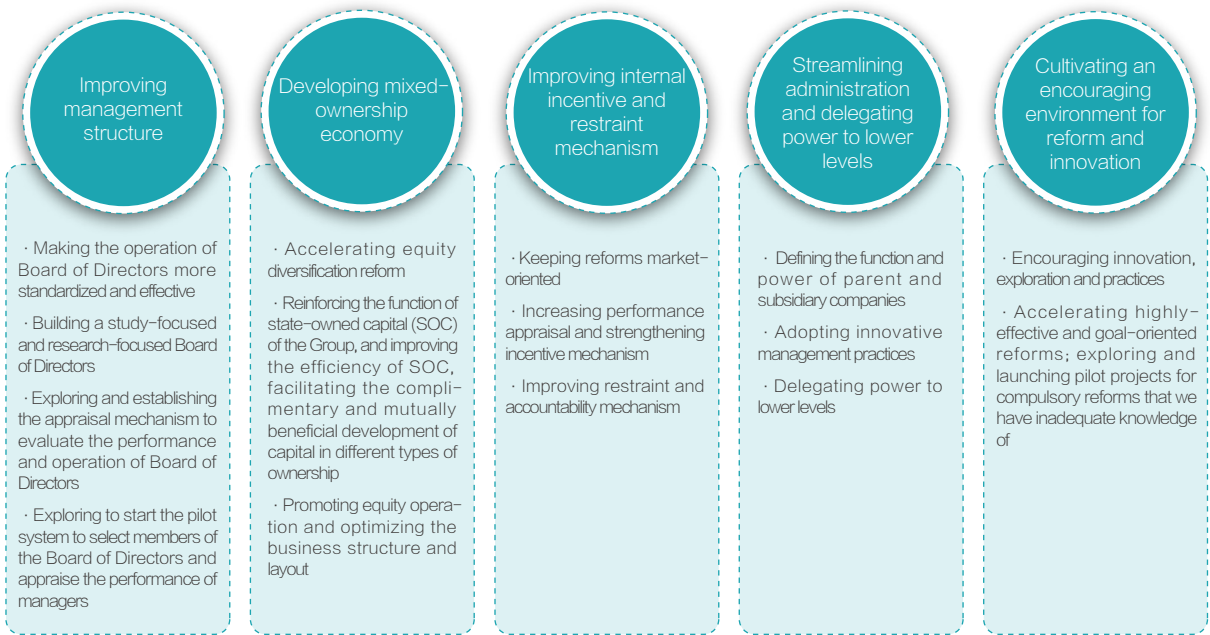 Improving
management
structure
· Making the operation of
Board of Directors more
standardized and effective
· Building a study-focused
and research-focused Board
of Directors
· Exploring and establishing
the appraisal mechanism to
evaluate the performance
and operation of Board of
Directors
· Exploring to start the pilot
system to select members of
the Board of Directors and
appraise the performance of
managers
Developing mixed-
ownership
economy
· Accelerating equity
diversification reform
· Reinforcing the function of
state-owned capital (SOC)
of the Group, and improving
the efficiency of SOC,
facilitating the compli-
mentary and mutually
beneficial development of
capital in different types of
ownership
· Promoting equity opera-
tion and optimizing the
business structure and
layout
Improving internal
incentive and
restraint
mechanism
· Keeping reforms market-
oriented
· Increasing performance
appraisal and strengthening
incentive mechanism
· Improving restraint and
accountability mechanism
Streamlining
administration
and delegating
power to lower
levels
· Defining the function and
power of parent and
subsidiary companies
· Adopting innovative
management practices
· Delegating power to
lower levels
Cultivating an
encouraging
environment for
reform and
innovation
· Encouraging innovation,
exploration and practices
· Accelerating highly-
effective and goal-oriented
reforms; exploring and
launching pilot projects for
compulsory reforms that we
have inadequate knowledge
of